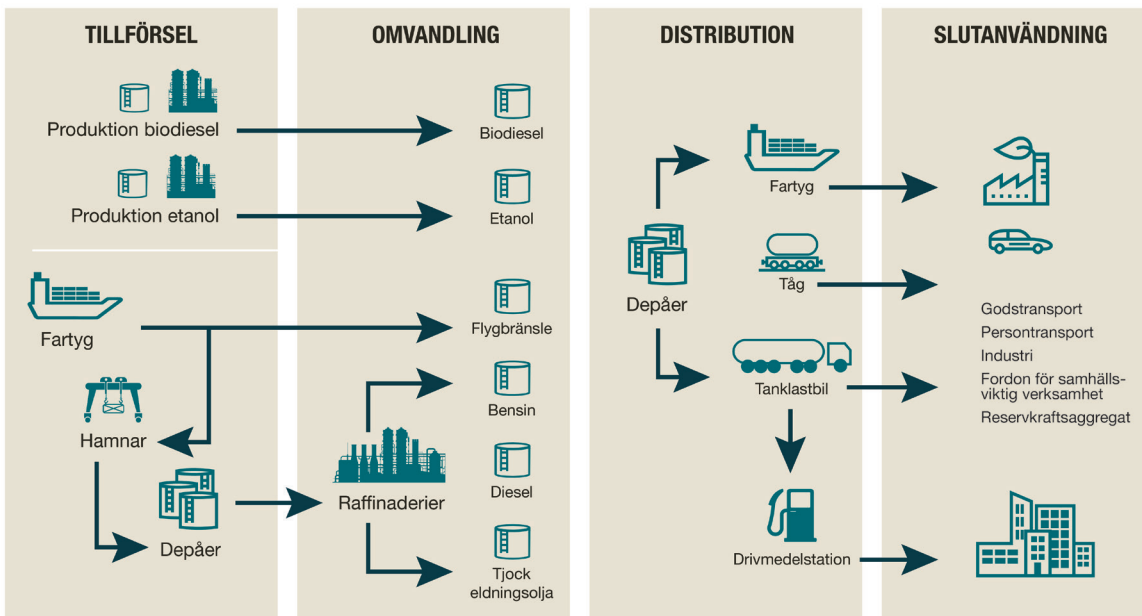 TILLFÖRSEL
Produktion biodiesel
Produktion etanol
Fartyg
Hamnar
Depåer
OMVANDLING
Biodiesel
Etanol
Flygbränsle
Bensin
Raffinaderier
Diesel
Tjock
eldningsolja
DISTRIBUTION
Fartyg
Depåer
Tåg
Tanklastbil
Drivmedelstation
SLUTANVÄNDNING
Godstransport
Persontransport
Industri
Fordon för samhälls-
viktig verksamhet
Reservkraftsaggregat